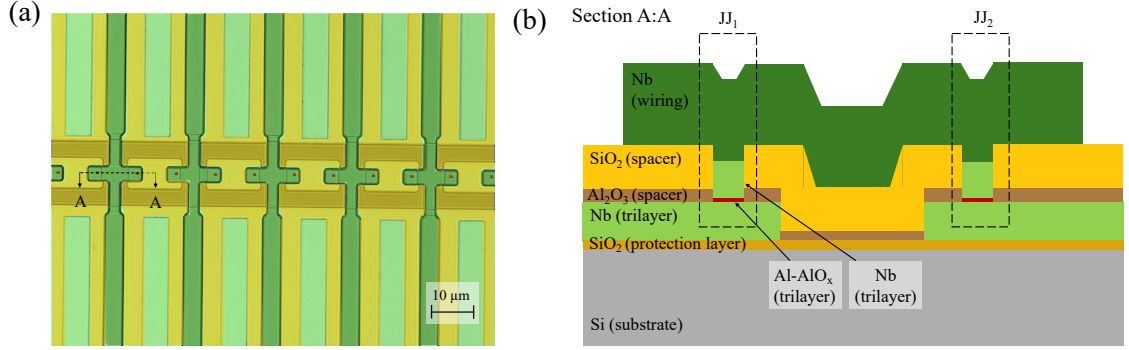 (a)
A
A
10 µm
(b)
Section A:A
JJ₁
JJ₂
Nb
(wiring)
SiO₂ (spacer)
Al₂O₃ (spacer)
Nb (trilayer)
SiO₂ (protection layer)
Al-AlOₓ
(trilayer)
Nb
(trilayer)
Si (substrate)